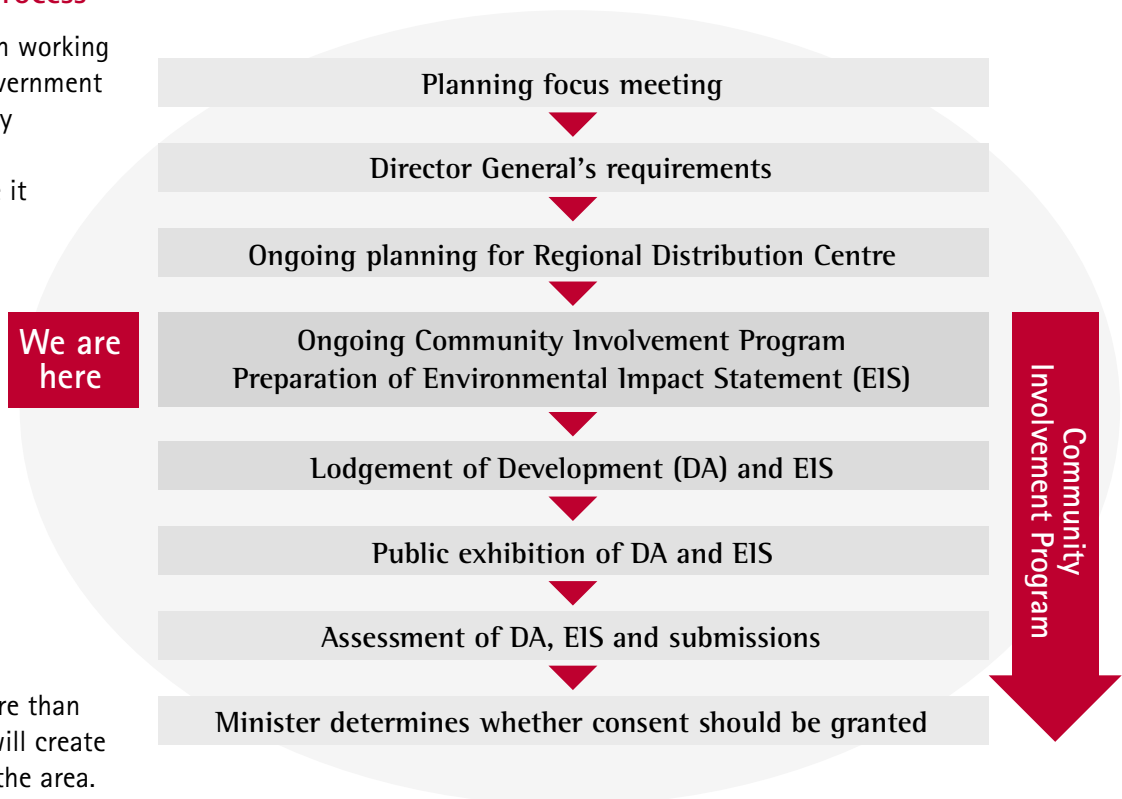 n working
vernment
y
it
Planning focus meeting
Director General's requirements
Ongoing planning for Regional Distribution Centre
We are
here
Ongoing Community Involvement Program
Preparation of Environmental Impact Statement (EIS)
Lodgement of Development (DA) and EIS
Public exhibition of DA and EIS
Assessment of DA, EIS and submissions
Minister determines whether consent should be granted
Community
Involvement Program
re than
will create
the area.